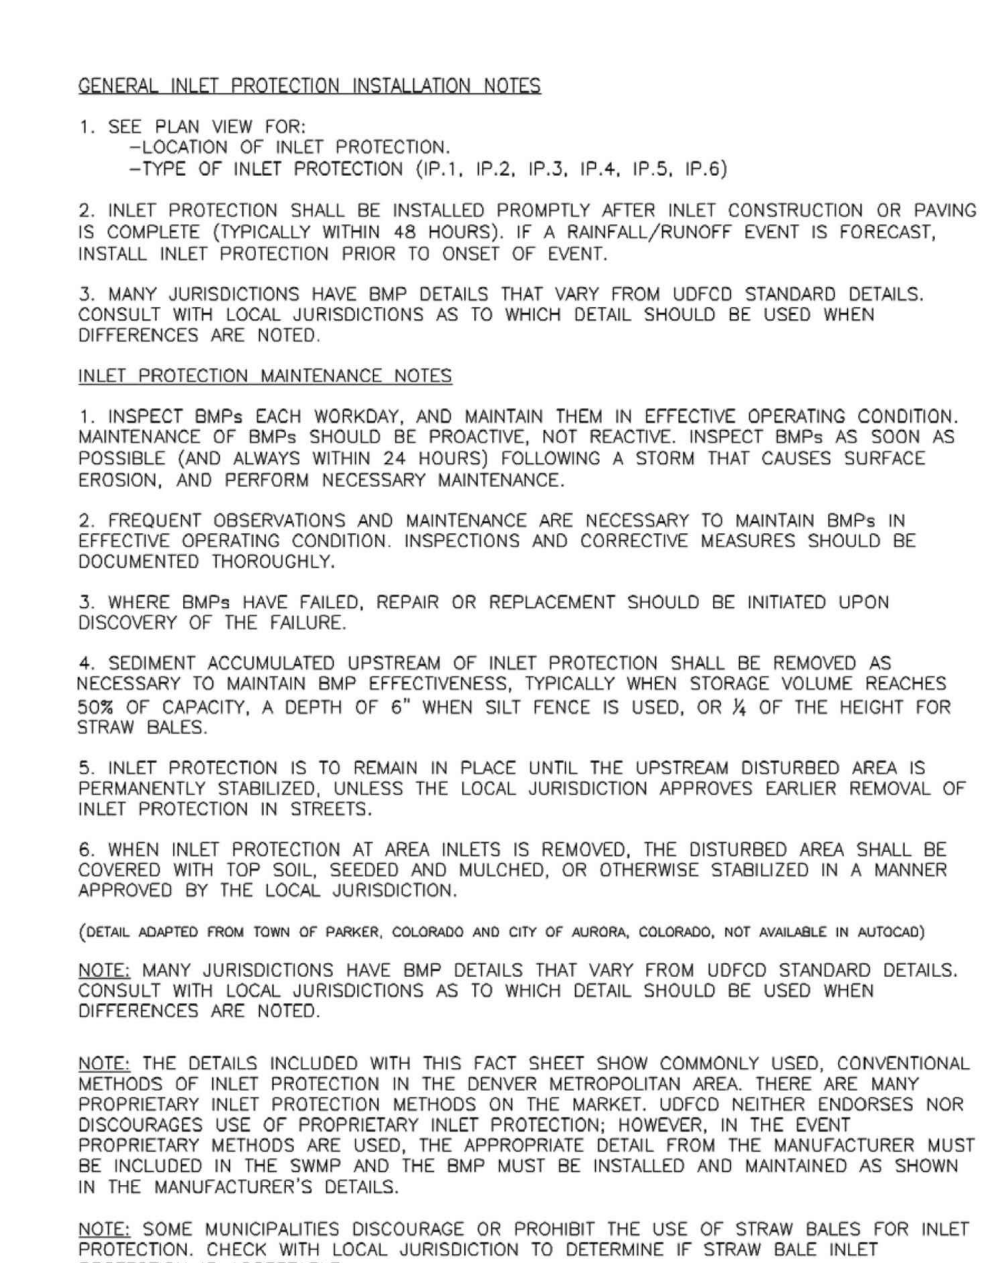 GENERAL INLET PROTECTION INSTALLATION NOTES
1. SEE PLAN VIEW FOR:
-LOCATION OF INLET PROTECTION.
-TYPE OF INLET PROTECTION (IP.1, IP.2, IP.3, IP.4, IP.5, IP.6)
2. INLET PROTECTION SHALL BE INSTALLED PROMPTLY AFTER INLET CONSTRUCTION OR PAVING
IS COMPLETE (TYPICALLY WITHIN 48 HOURS). IF A RAINFALL/RUNOFF EVENT IS FORECAST,
INSTALL INLET PROTECTION PRIOR TO ONSET OF EVENT.
3. MANY JURISDICTIONS HAVE BMP DETAILS THAT VARY FROM UDFCD STANDARD DETAILS.
CONSULT WITH LOCAL JURISDICTIONS AS TO WHICH DETAIL SHOULD BE USED WHEN
DIFFERENCES ARE NOTED.
INLET PROTECTION MAINTENANCE NOTES
1. INSPECT BMPs EACH WORKDAY, AND MAINTAIN THEM IN EFFECTIVE OPERATING CONDITION.
MAINTENANCE OF BMPs SHOULD BE PROACTIVE, NOT REACTIVE. INSPECT BMPs AS SOON AS
POSSIBLE (AND ALWAYS WITHIN 24 HOURS) FOLLOWING A STORM THAT CAUSES SURFACE
EROSION, AND PERFORM NECESSARY MAINTENANCE.
2. FREQUENT OBSERVATIONS AND MAINTENANCE ARE NECESSARY TO MAINTAIN BMPs IN
EFFECTIVE OPERATING CONDITION. INSPECTIONS AND CORRECTIVE MEASURES SHOULD BE
DOCUMENTED THOROUGHLY.
3. WHERE BMPs HAVE FAILED, REPAIR OR REPLACEMENT SHOULD BE INITIATED UPON
DISCOVERY OF THE FAILURE.
4. SEDIMENT ACCUMULATED UPSTREAM OF INLET PROTECTION SHALL BE REMOVED AS
NECESSARY TO MAINTAIN BMP EFFECTIVENESS, TYPICALLY WHEN STORAGE VOLUME REACHES
50% OF CAPACITY, A DEPTH OF 6" WHEN SILT FENCE IS USED, OR ¼ OF THE HEIGHT FOR
STRAW BALES.
5. INLET PROTECTION IS TO REMAIN IN PLACE UNTIL THE UPSTREAM DISTURBED AREA IS
PERMANENTLY STABILIZED, UNLESS THE LOCAL JURISDICTION APPROVES EARLIER REMOVAL OF
INLET PROTECTION IN STREETS.
6. WHEN INLET PROTECTION AT AREA INLETS IS REMOVED, THE DISTURBED AREA SHALL BE
COVERED WITH TOP SOIL, SEEDED AND MULCHED, OR OTHERWISE STABILIZED IN A MANNER
APPROVED BY THE LOCAL JURISDICTION.
(DETAIL ADAPTED FROM TOWN OF PARKER, COLORADO AND CITY OF AURORA, COLORADO, NOT AVAILABLE IN AUTOCAD)
NOTE: MANY JURISDICTIONS HAVE BMP DETAILS THAT VARY FROM UDFCD STANDARD DETAILS.
CONSULT WITH LOCAL JURISDICTIONS AS TO WHICH DETAIL SHOULD BE USED WHEN
DIFFERENCES ARE NOTED.
NOTE: THE DETAILS INCLUDED WITH THIS FACT SHEET SHOW COMMONLY USED, CONVENTIONAL
METHODS OF INLET PROTECTION IN THE DENVER METROPOLITAN AREA. THERE ARE MANY
PROPRIETARY INLET PROTECTION METHODS ON THE MARKET. UDFCD NEITHER ENDORSES NOR
DISCOURAGES USE OF PROPRIETARY INLET PROTECTION; HOWEVER, IN THE EVENT
PROPRIETARY METHODS ARE USED, THE APPROPRIATE DETAIL FROM THE MANUFACTURER MUST
BE INCLUDED IN THE SWMP AND THE BMP MUST BE INSTALLED AND MAINTAINED AS SHOWN
IN THE MANUFACTURER'S DETAILS.
NOTE: SOME MUNICIPALITIES DISCOURAGE OR PROHIBIT THE USE OF STRAW BALES FOR INLET
PROTECTION. CHECK WITH LOCAL JURISDICTION TO DETERMINE IF STRAW BALE INLET